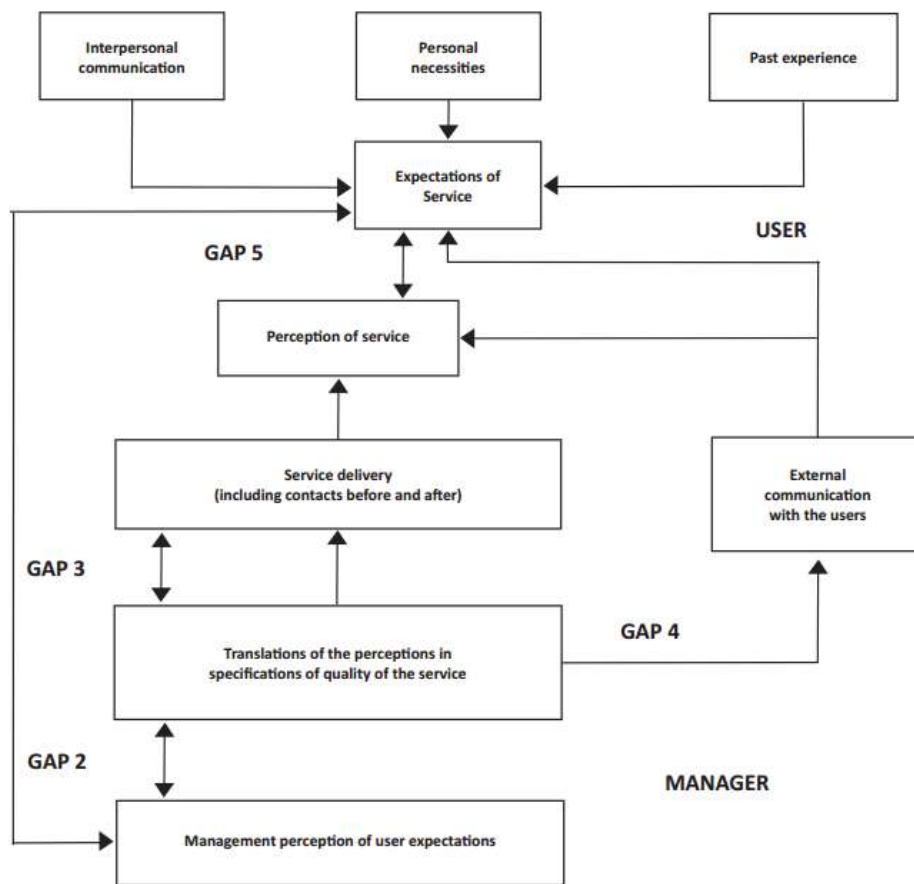 Interpersonal
communication
Personal
necessities
Past experience
Expectations of
Service
USER
GAP 5
Perception of service
Service delivery
(including contacts before and after)
External
communication
with the users
GAP 3
GAP 4
Translations of the perceptions in
specifications of quality of the service
GAP 2
MANAGER
Management perception of user expectations